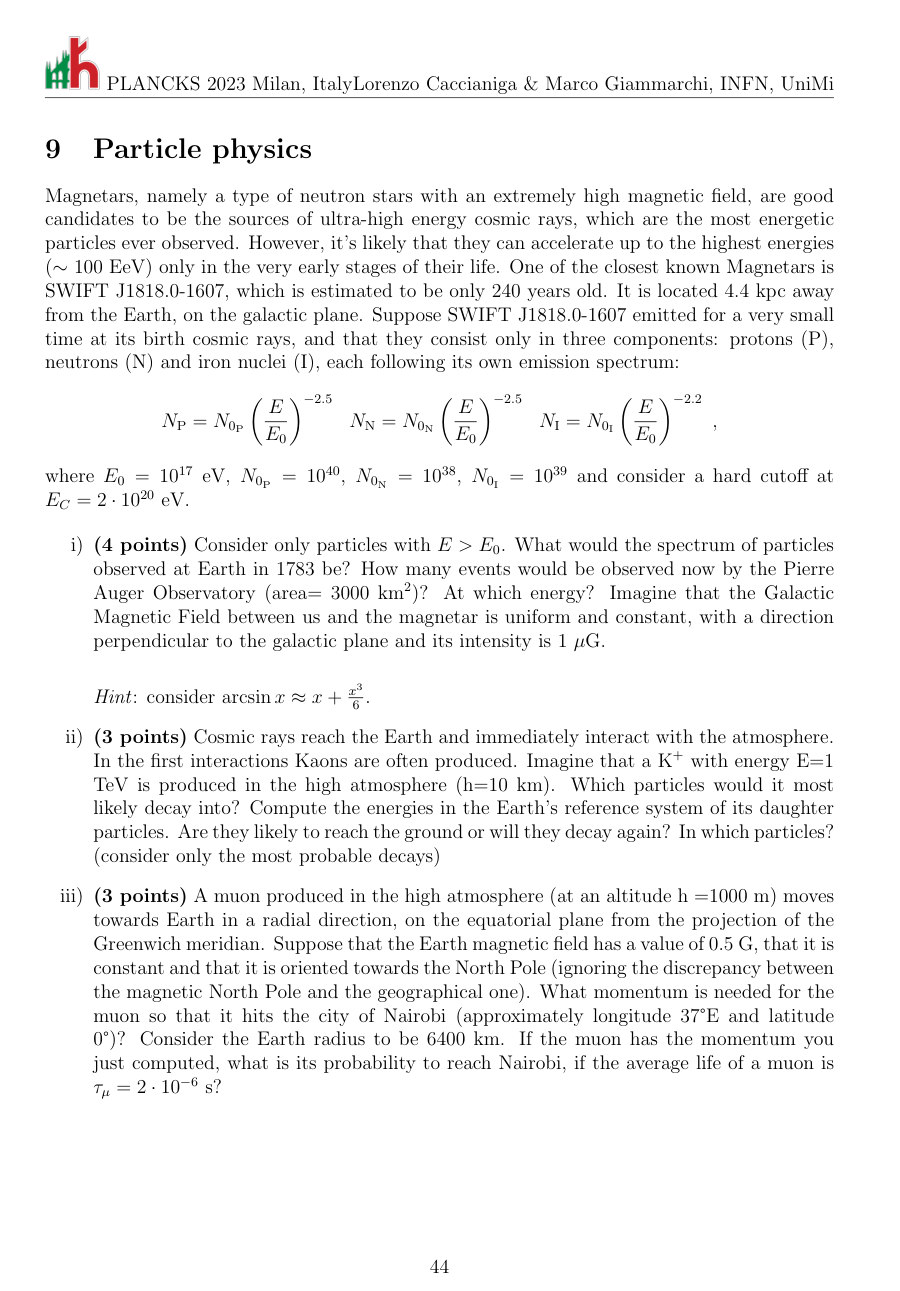 PLANCKS 2023 Milan, ItalyLorenzo Caccianiga & Marco Giammarchi, INFN, UniMi
9 Particle physics
Magnetars, namely a type of neutron stars with an extremely high magnetic field, are good
candidates to be the sources of ultra-high energy cosmic rays, which are the most energetic
particles ever observed. However, it's likely that they can accelerate up to the highest energies
(∼ 100 EeV) only in the very early stages of their life. One of the closest known Magnetars is
SWIFT J1818.0-1607, which is estimated to be only 240 years old. It is located 4.4 kpc away
from the Earth, on the galactic plane. Suppose SWIFT J1818.0-1607 emitted for a very small
time at its birth cosmic rays, and that they consist only in three components: protons (P),
neutrons (N) and iron nuclei (I), each following its own emission spectrum:
N_P = N_{0_P} (E/E_0)^{−2.5} N_N = N_{0_N} (E/E_0)^{−2.5} N_I = N_{0_I} (E/E_0)^{−2.2} ,
where E_0 = 10^{17} eV, N_{0_P} = 10^{40}, N_{0_N} = 10^{38}, N_{0_I} = 10^{39} and consider a hard cutoff at
E_C = 2 · 10^{20} eV.
i) (4 points) Consider only particles with E > E_0. What would the spectrum of particles
observed at Earth in 1783 be? How many events would be observed now by the Pierre
Auger Observatory (area= 3000 km²)? At which energy? Imagine that the Galactic
Magnetic Field between us and the magnetar is uniform and constant, with a direction
perpendicular to the galactic plane and its intensity is 1 μG.
Hint: consider arcsin x ≈ x + x³/6.
ii) (3 points) Cosmic rays reach the Earth and immediately interact with the atmosphere.
In the first interactions Kaons are often produced. Imagine that a K⁺ with energy E=1
TeV is produced in the high atmosphere (h=10 km). Which particles would it most
likely decay into? Compute the energies in the Earth's reference system of its daughter
particles. Are they likely to reach the ground or will they decay again? In which particles?
(consider only the most probable decays)
iii) (3 points) A muon produced in the high atmosphere (at an altitude h =1000 m) moves
towards Earth in a radial direction, on the equatorial plane from the projection of the
Greenwich meridian. Suppose that the Earth magnetic field has a value of 0.5 G, that it is
constant and that it is oriented towards the North Pole (ignoring the discrepancy between
the magnetic North Pole and the geographical one). What momentum is needed for the
muon so that it hits the city of Nairobi (approximately longitude 37°E and latitude
0°)? Consider the Earth radius to be 6400 km. If the muon has the momentum you
just computed, what is its probability to reach Nairobi, if the average life of a muon is
τ_μ = 2 · 10^{−6} s?
44